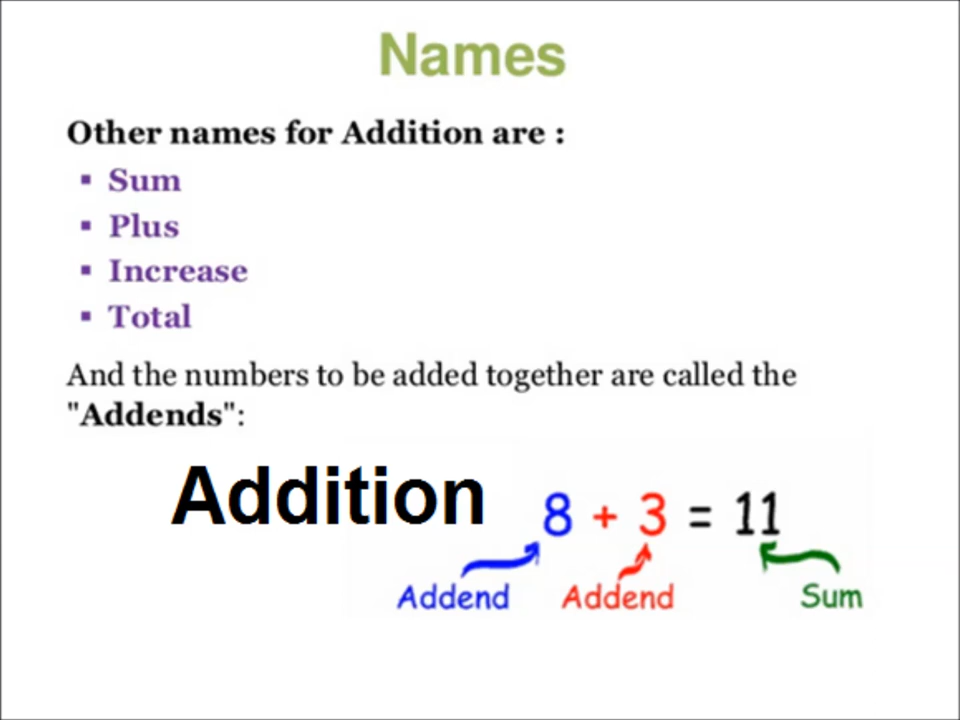 Names
Other names for Addition are :
▪ Sum
▪ Plus
▪ Increase
▪ Total
And the numbers to be added together are called the
"Addends":
Addition
8 + 3 = 11
Addend Addend Sum